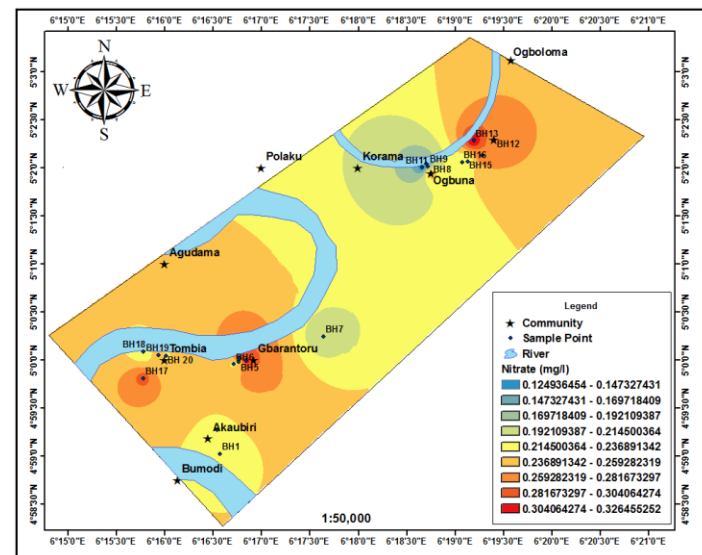 N
W E
S
Ogboloma
BH13
BH12
Polaku
Korama
BH11 BH9
BH8
BH16
BH15
Ogbuna
Agudama
BH7
BH18 BH19 Tombia
BH 20
BH6 Gbarantoru
BH5
BH17
Akaubiri
BH1
Bumodi
1:50,000
Legend
Community
Sample Point
River
Nitrate (mg/l)
0.124936454 - 0.147327431
0.147327431 - 0.169718409
0.169718409 - 0.192109387
0.192109387 - 0.214500364
0.214500364 - 0.236891342
0.236891342 - 0.259282319
0.259282319 - 0.281673297
0.281673297 - 0.304064274
0.304064274 - 0.326455252
5°3'0"N
5°2'30"N
5°2'0"N
5°1'30"N
5°1'0"N
5°0'30"N
5°0'0"N
4°59'30"N
4°59'0"N
4°58'30"N
6°15'0"E 6°15'30"E 6°16'0"E 6°16'30"E 6°17'0"E 6°17'30"E 6°18'0"E 6°18'30"E 6°19'0"E 6°19'30"E 6°20'0"E 6°20'30"E 6°21'0"E